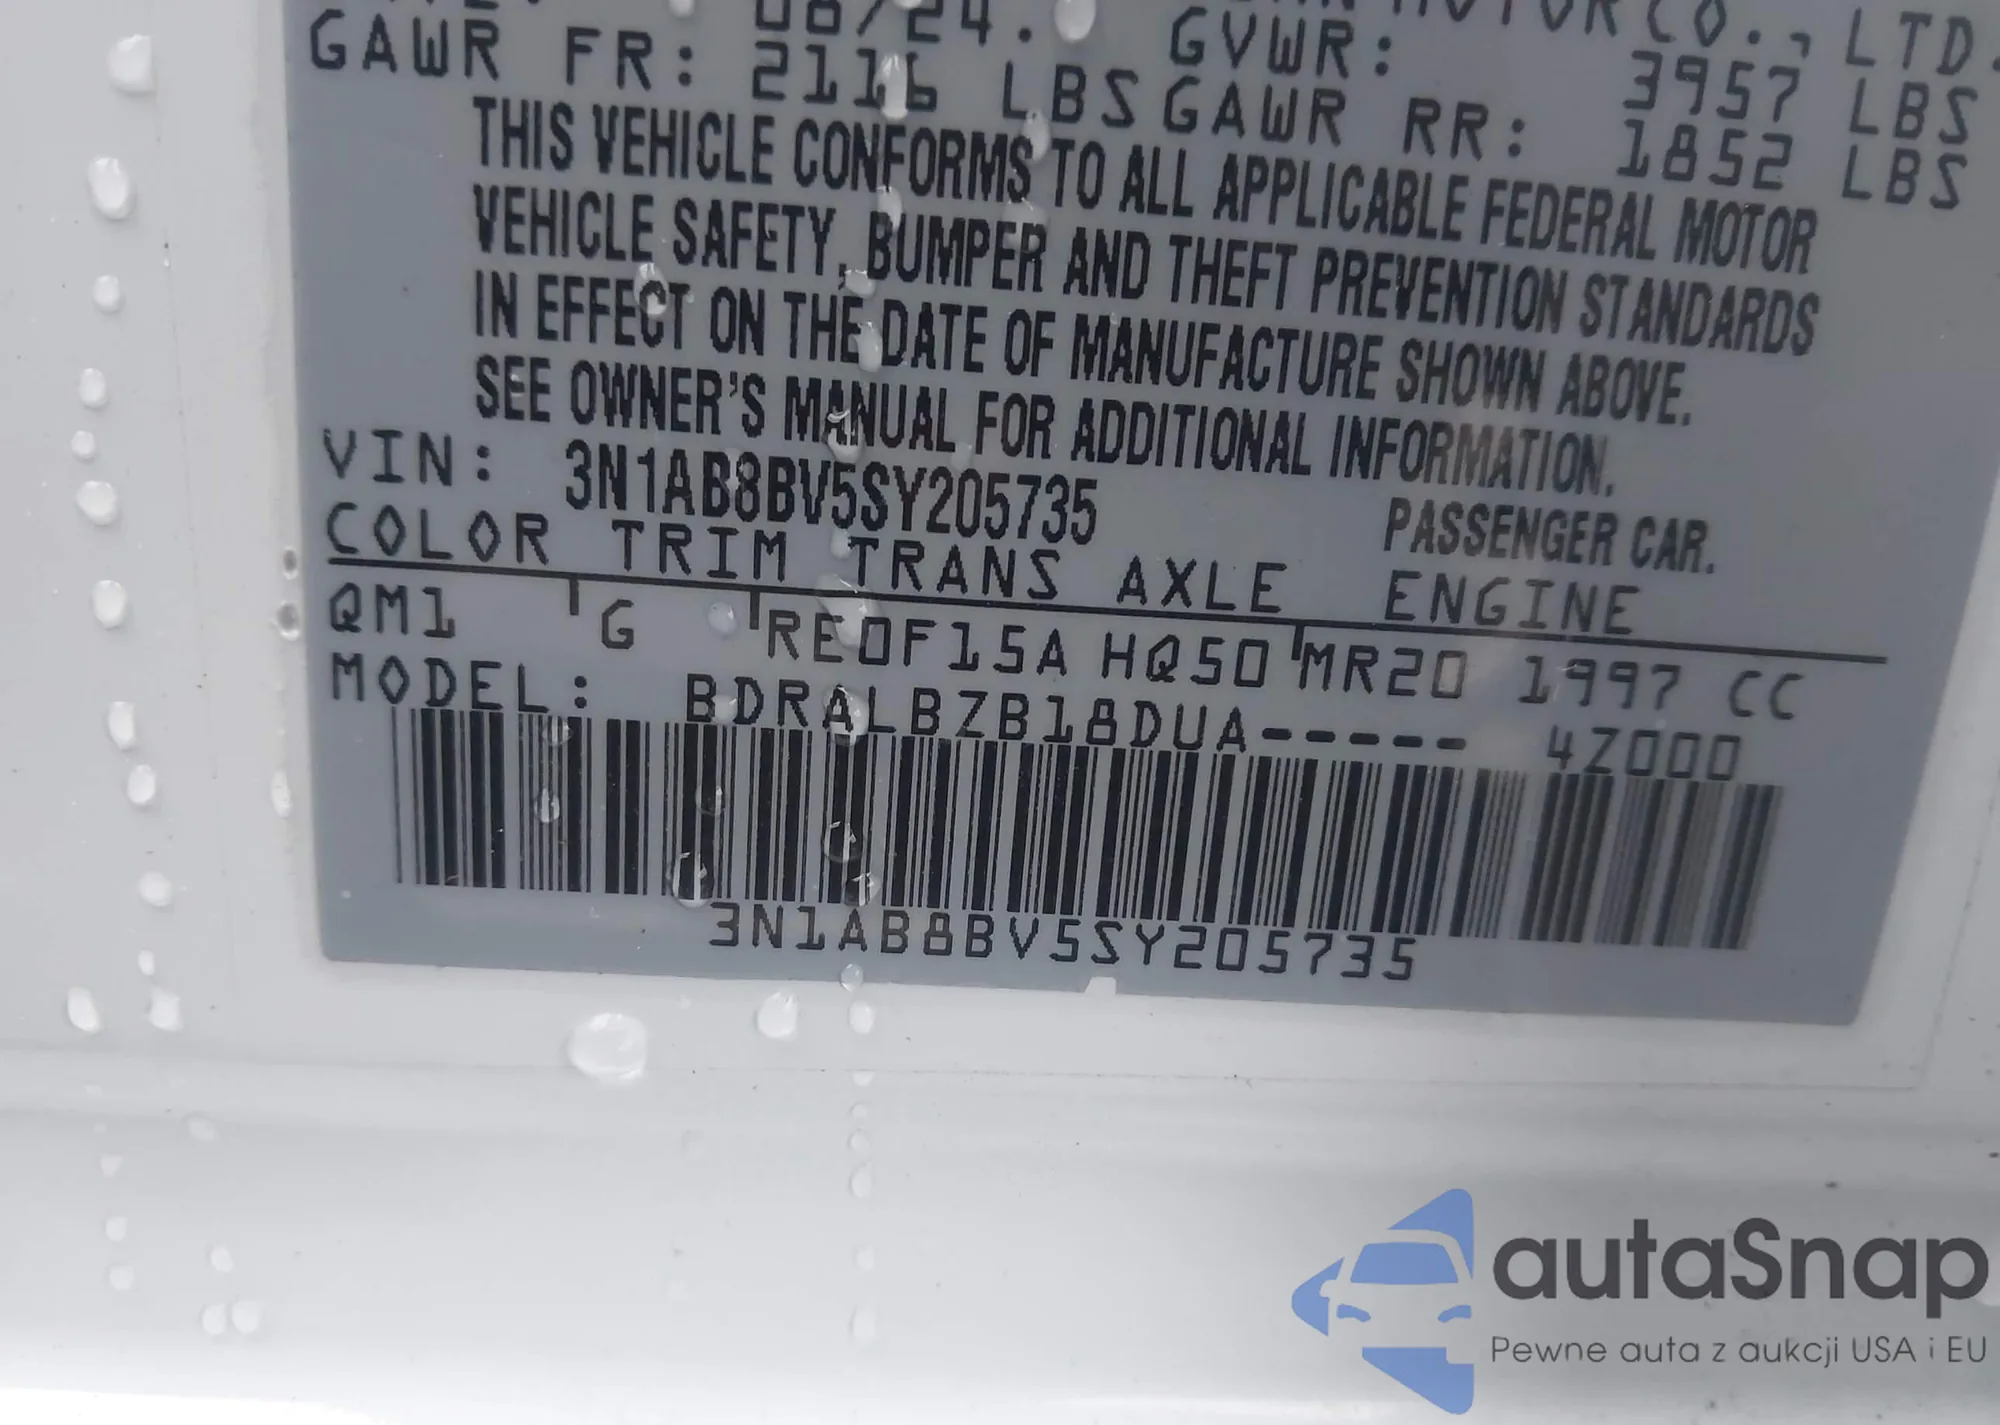 08/24.
MOTOR CO., LTD.
GVWR: 3957 LBS
GAWR FR: 2116 LBS GAWR RR: 1852 LBS
THIS VEHICLE CONFORMS TO ALL APPLICABLE FEDERAL MOTOR
VEHICLE SAFETY, BUMPER AND THEFT PREVENTION STANDARDS
IN EFFECT ON THE DATE OF MANUFACTURE SHOWN ABOVE.
SEE OWNER'S MANUAL FOR ADDITIONAL INFORMATION.
VIN: 3N1AB8BV5SY205735 PASSENGER CAR.
COLOR TRIM TRANS AXLE ENGINE
QM1 G RE0F15A HQ50 MR20 1997 CC
MODEL: BDRALBZB18DUA----- 4Z000
3N1AB8BV5SY205735
autaSnap
Pewne auta z aukcji USA i EU